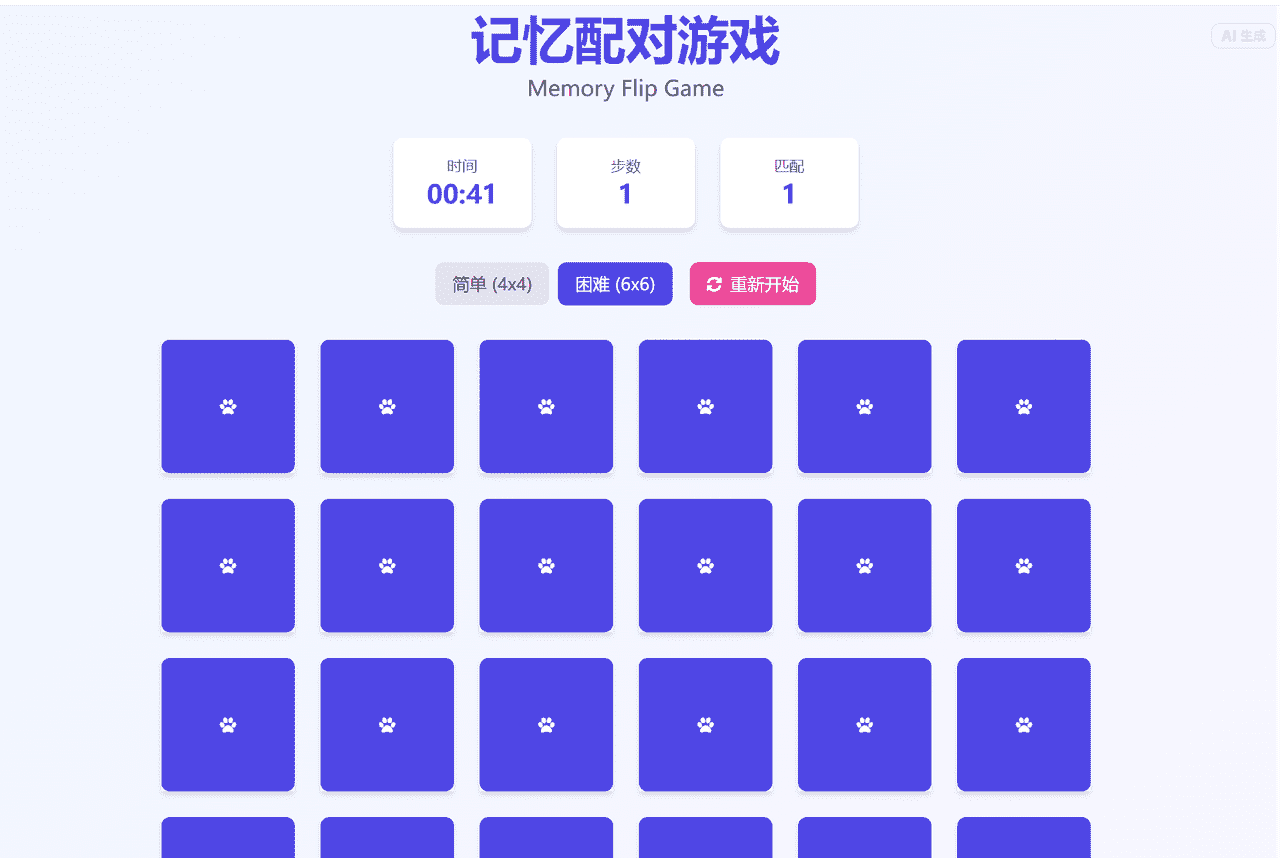 记忆配对游戏
AI 生成
Memory Flip Game
时间
00:41
步数
1
匹配
1
简单 (4x4)
困难 (6x6)
重新开始